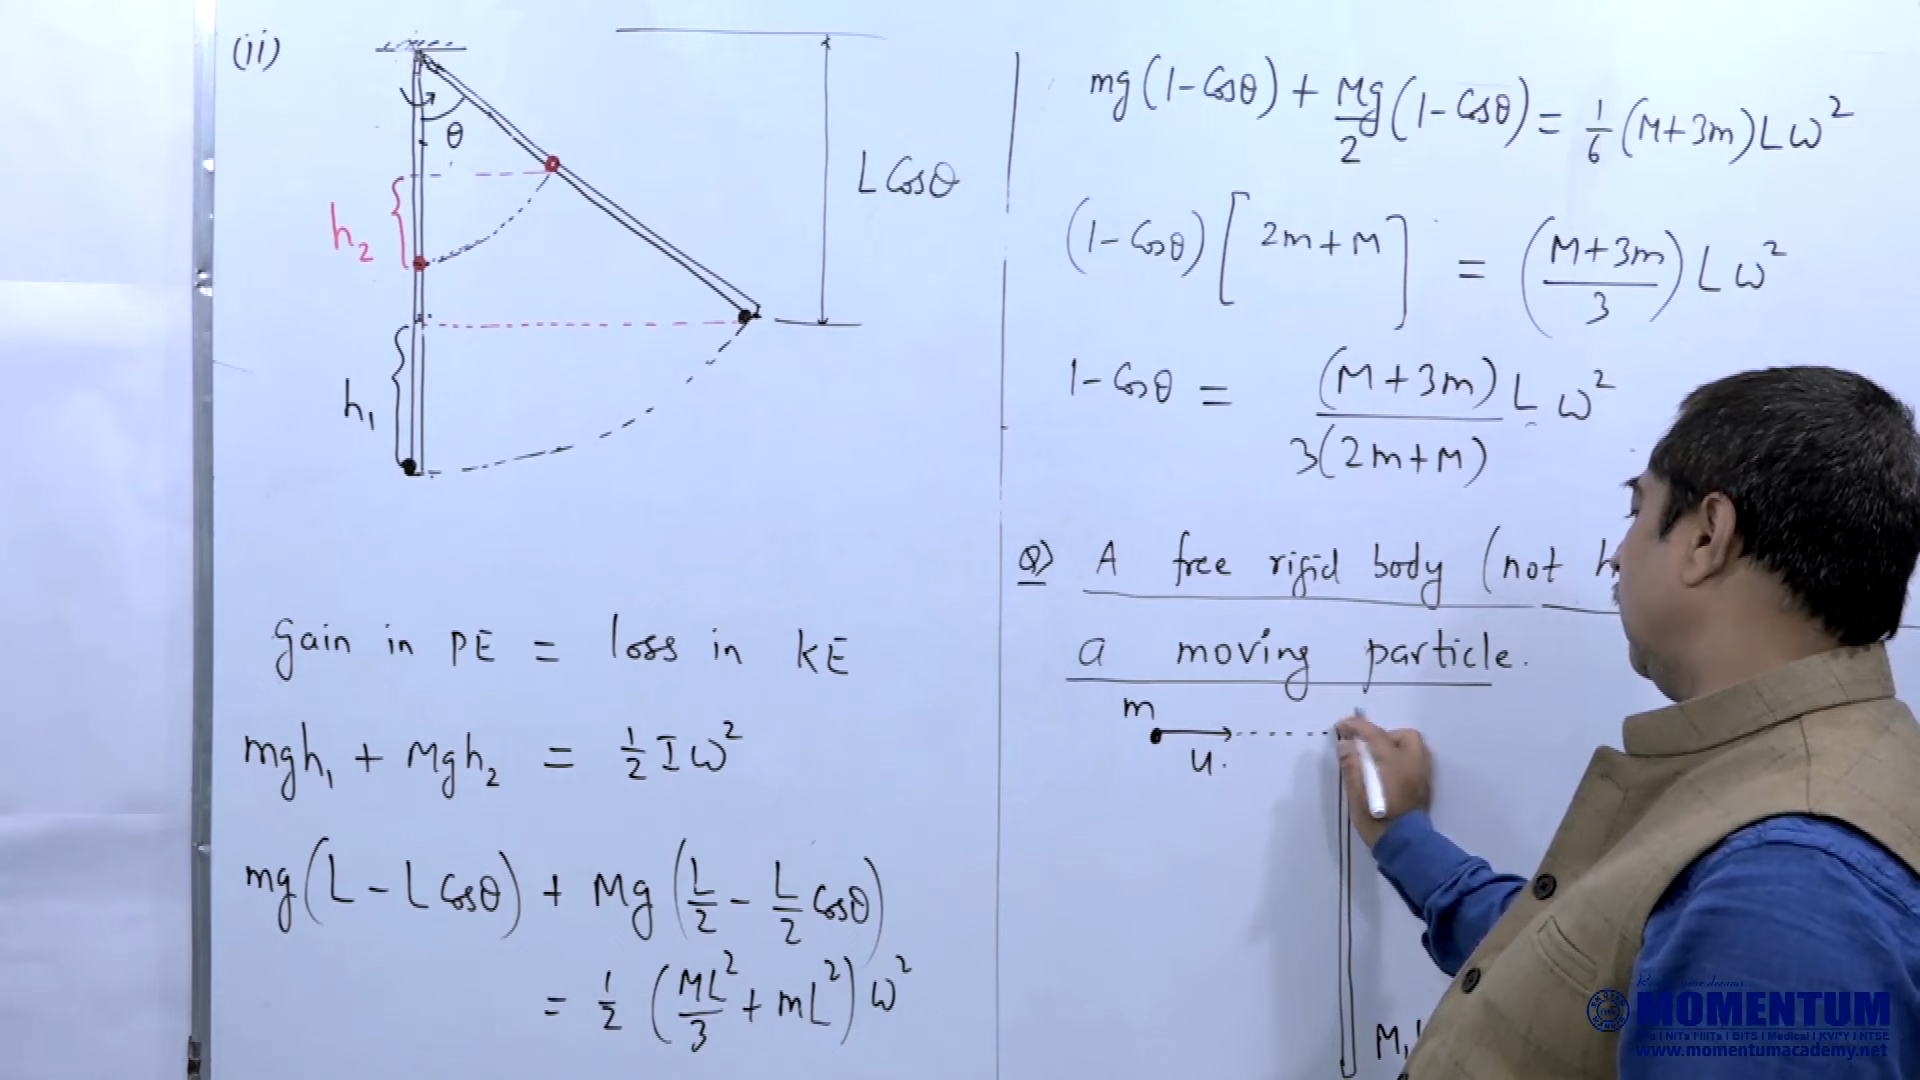 (ii)
θ
h₂
h₁
L Cosθ
gain in PE = loss in KE
mgh₁ + Mgh₂ = 1/2 Iω²
mg(L - L Cosθ) + Mg(L/2 - L/2 Cosθ)
= 1/2 (ML²/3 + mL²) ω²
mg(1-Cosθ) + Mg/2 (1-Cosθ) = 1/6 (M+3m) L ω²
(1-Cosθ) [2m+M] = (M+3m/3) L ω²
1-Cosθ = (M+3m)/3(2m+M) L ω²
Q) A free rigid body (not
a moving particle.
m
u.
M,
MOMENTUM
www.momentumacademy.net